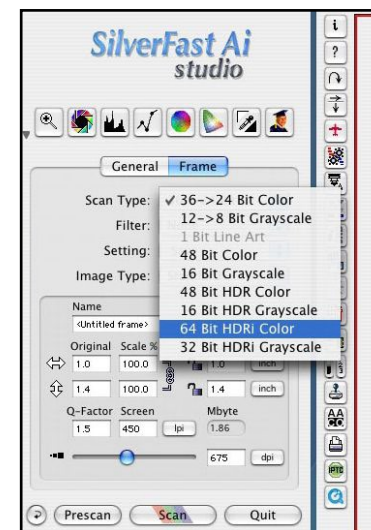 SilverFast Ai
studio
General Frame
Scan Type: ✓ 36->24 Bit Color
12->8 Bit Grayscale
Filter:
1 Bit Line Art
Setting: 48 Bit Color
16 Bit Grayscale
Image Type: 48 Bit HDR Color
16 Bit HDR Grayscale
Name
<Untitled frame> 64 Bit HDRi Color
Original Scale % 32 Bit HDRi Grayscale
1.0 100.0 1.0 inch
1.4 100.0 1.4 inch
Q-Factor Screen Mbyte
1.5 450 lpi 1.86
675 dpi
Prescan Scan Quit
i
?
AA
IPTC